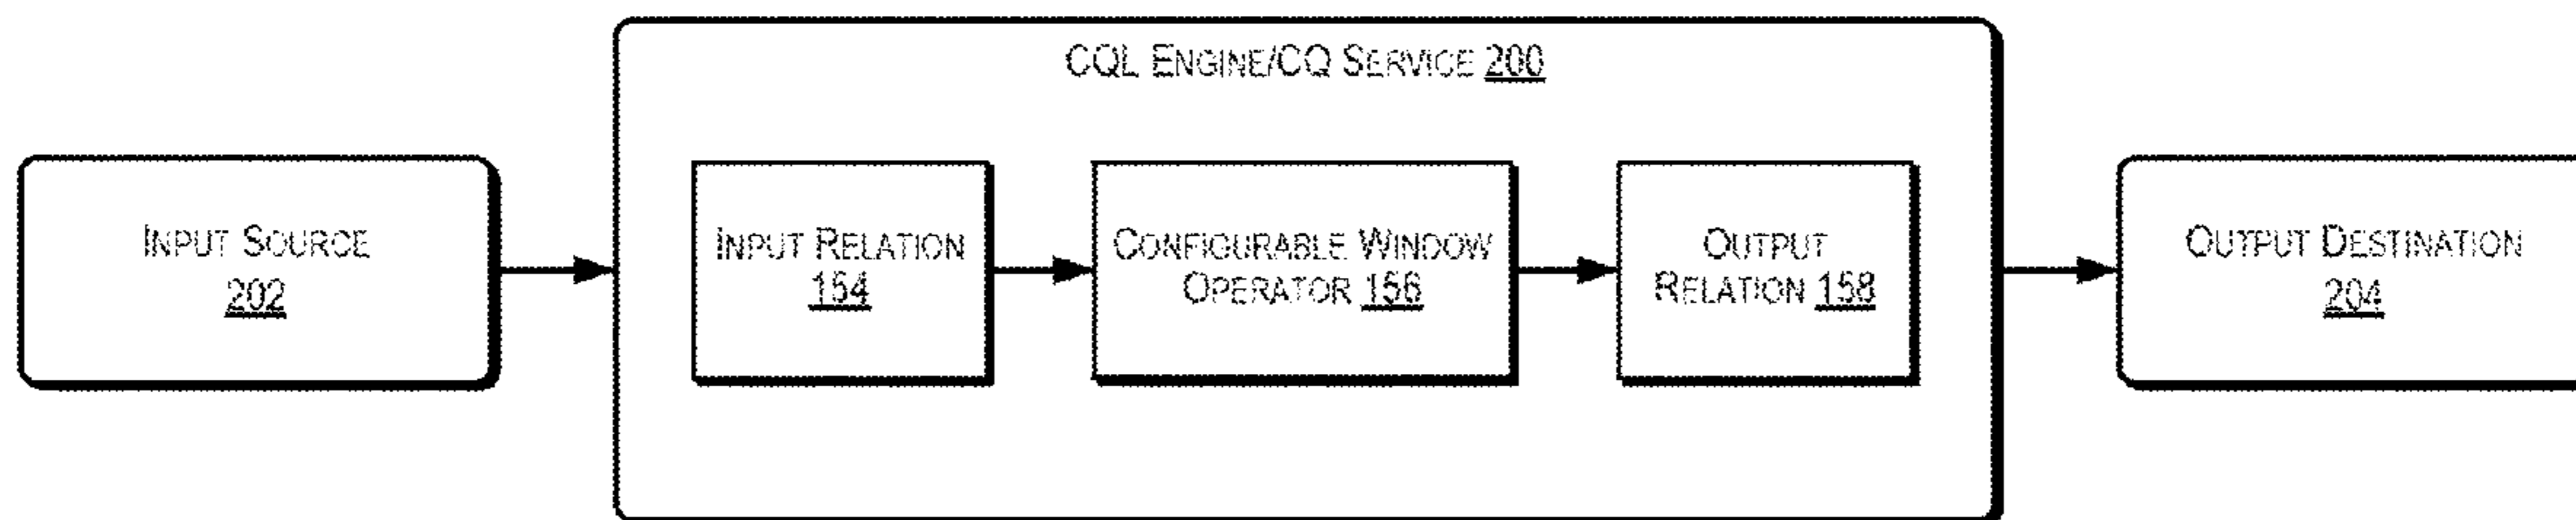 CQL ENGINE/CQ SERVICE 200
INPUT SOURCE
202
INPUT RELATION
154
CONFIGURABLE WINDOW
OPERATOR 156
OUTPUT
RELATION 158
OUTPUT DESTINATION
204